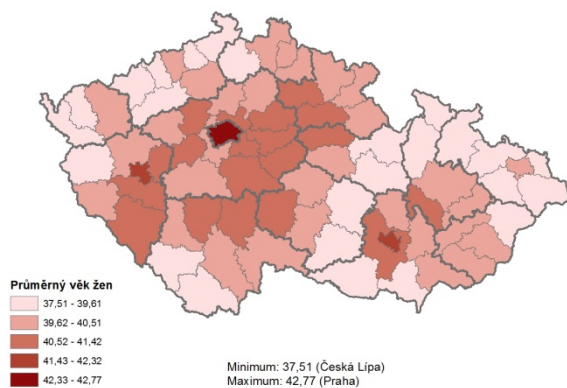 Průměrný věk žen
37,51 - 39,61
39,62 - 40,51
40,52 - 41,42
41,43 - 42,32
42,33 - 42,77
Minimum: 37,51 (Česká Lípa)
Maximum: 42,77 (Praha)